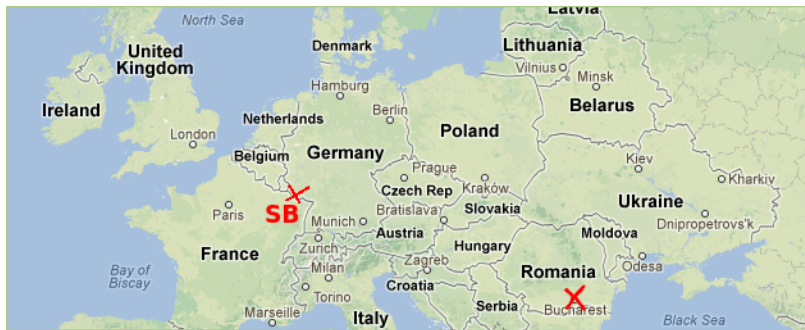 Latvia
North Sea
Denmark
Lithuania
United
Kingdom
Vilnius
Minsk
Hamburg
Ireland
Belarus
Berlin
Netherlands
London
Poland
Belgium
Germany
Kiev
Prague
Kharkiv
Czech Rep
Kraków
Ukraine
Paris
SB
Munich
Bratislava
Slovakia
Dnipropetrovs'k
Austria
Moldova
Zurich
Hungary
France
Zagreb
Odesa
Bay of
Biscay
Milan
Romania
Croatia
Torino
Serbia
Bucharest
Marseille
Italy
Black Sea